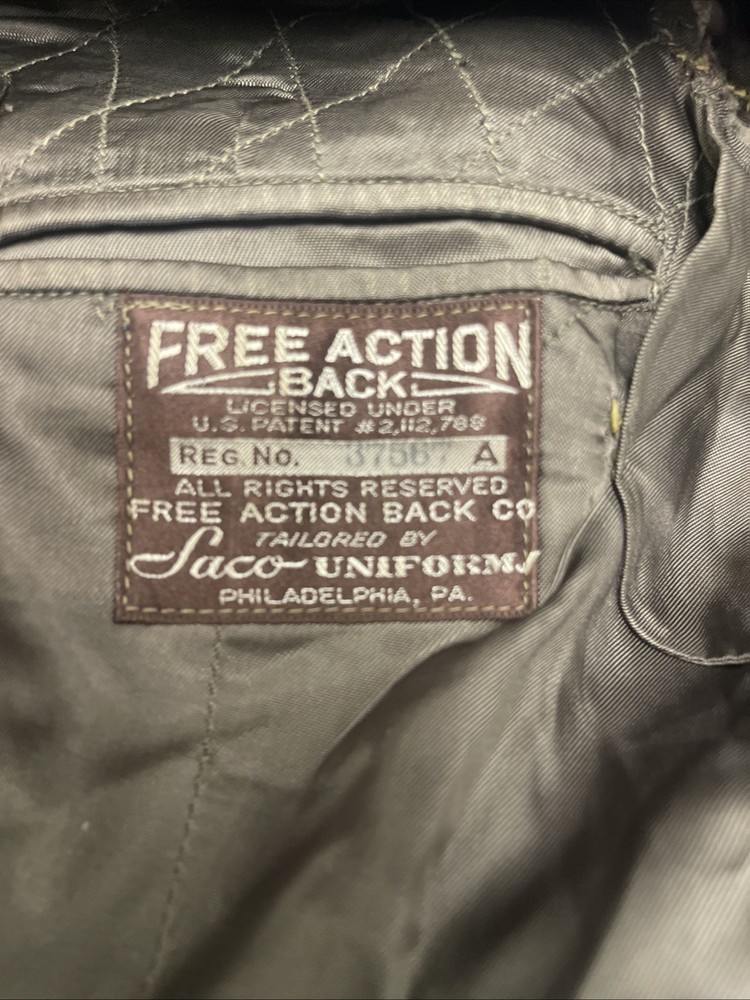 FREE ACTION
BACK
LICENSED UNDER
U.S. PATENT #2,112,788
REG. NO. 37567 A
ALL RIGHTS RESERVED
FREE ACTION BACK CO
TAILORED BY
Saco UNIFORMS
PHILADELPHIA, PA.